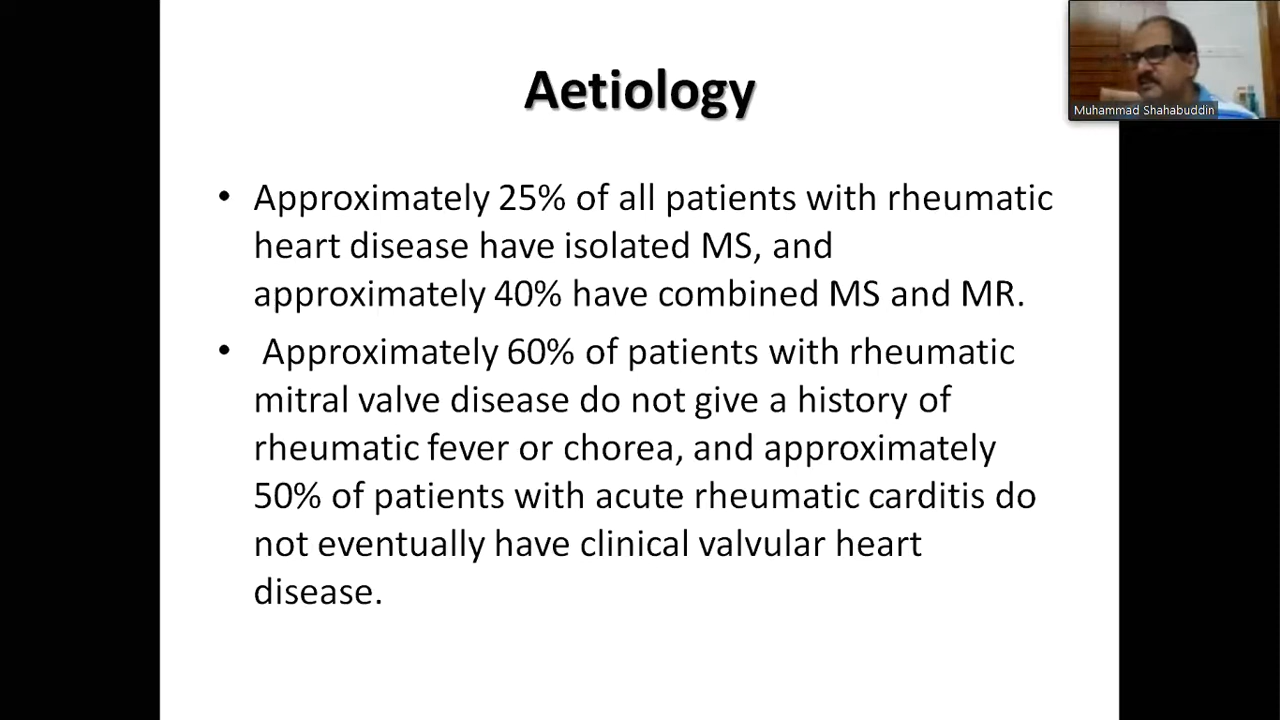 Aetiology
Muhammad Shahabuddin
• Approximately 25% of all patients with rheumatic
heart disease have isolated MS, and
approximately 40% have combined MS and MR.
• Approximately 60% of patients with rheumatic
mitral valve disease do not give a history of
rheumatic fever or chorea, and approximately
50% of patients with acute rheumatic carditis do
not eventually have clinical valvular heart
disease.